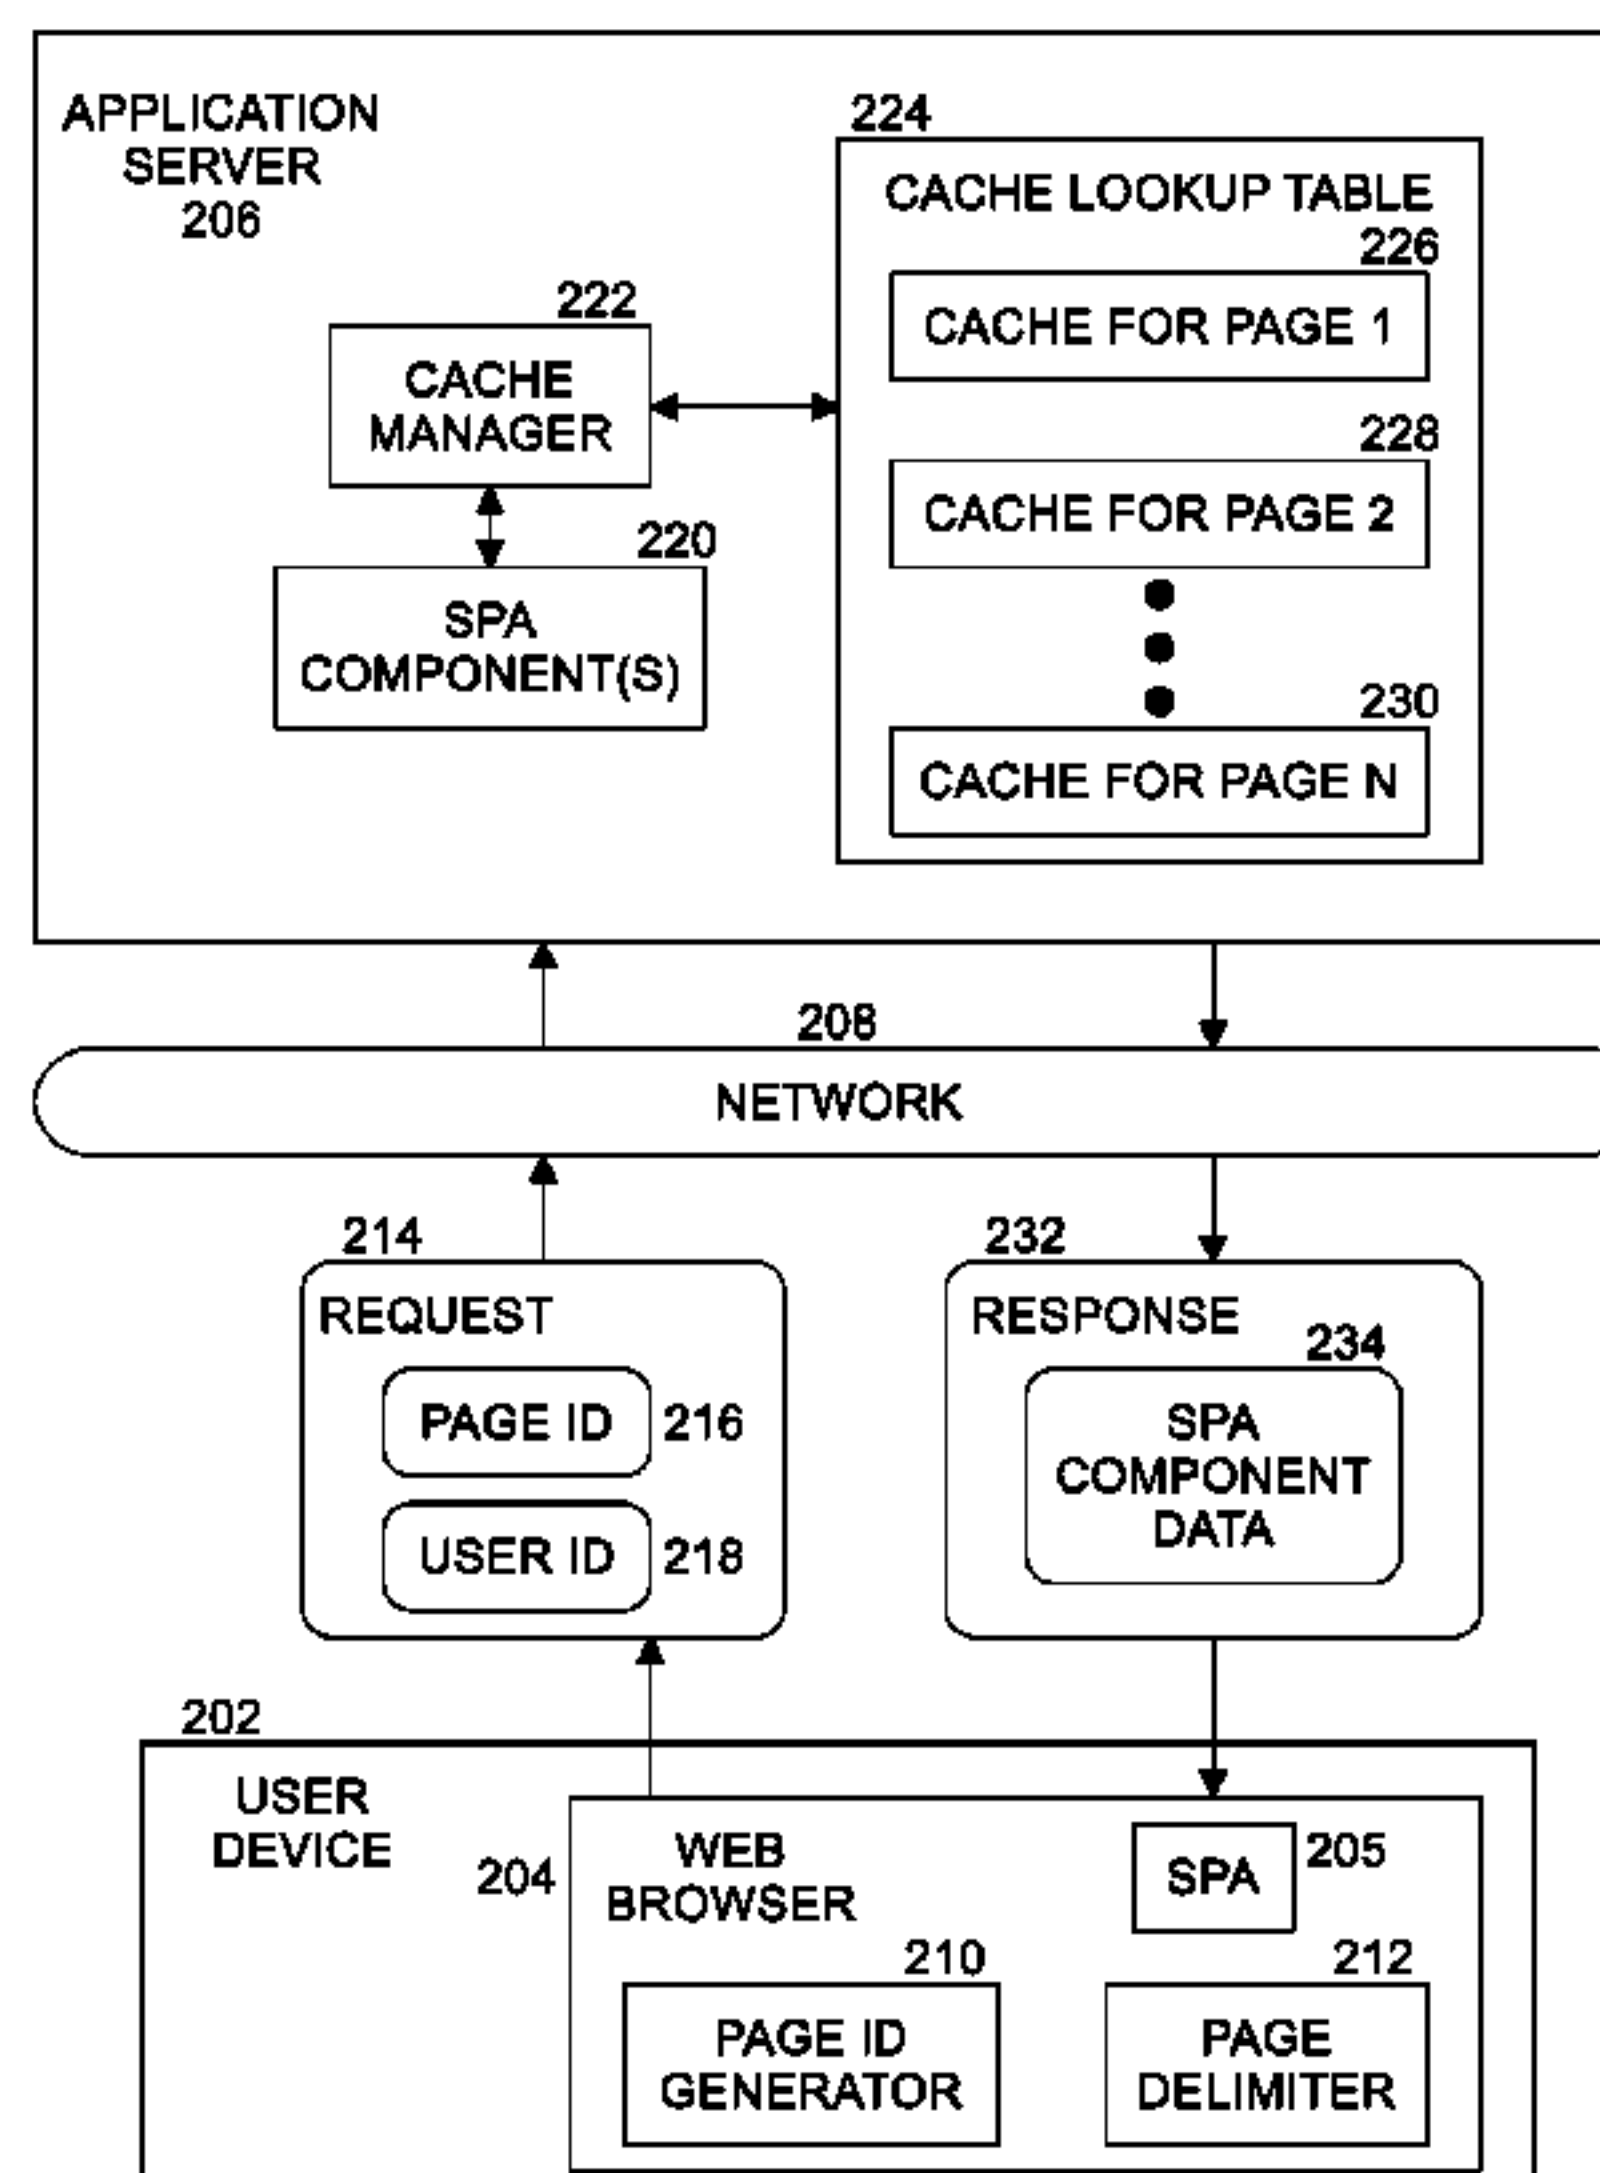 APPLICATION
SERVER
206
224
CACHE LOOKUP TABLE
226
CACHE FOR PAGE 1
222
CACHE
MANAGER
228
CACHE FOR PAGE 2
220
SPA
COMPONENT(S)
230
CACHE FOR PAGE N
208
NETWORK
214
REQUEST
PAGE ID
216
USER ID
218
232
RESPONSE
234
SPA
COMPONENT
DATA
202
USER
DEVICE
204
WEB
BROWSER
SPA
205
210
PAGE ID
GENERATOR
212
PAGE
DELIMITER